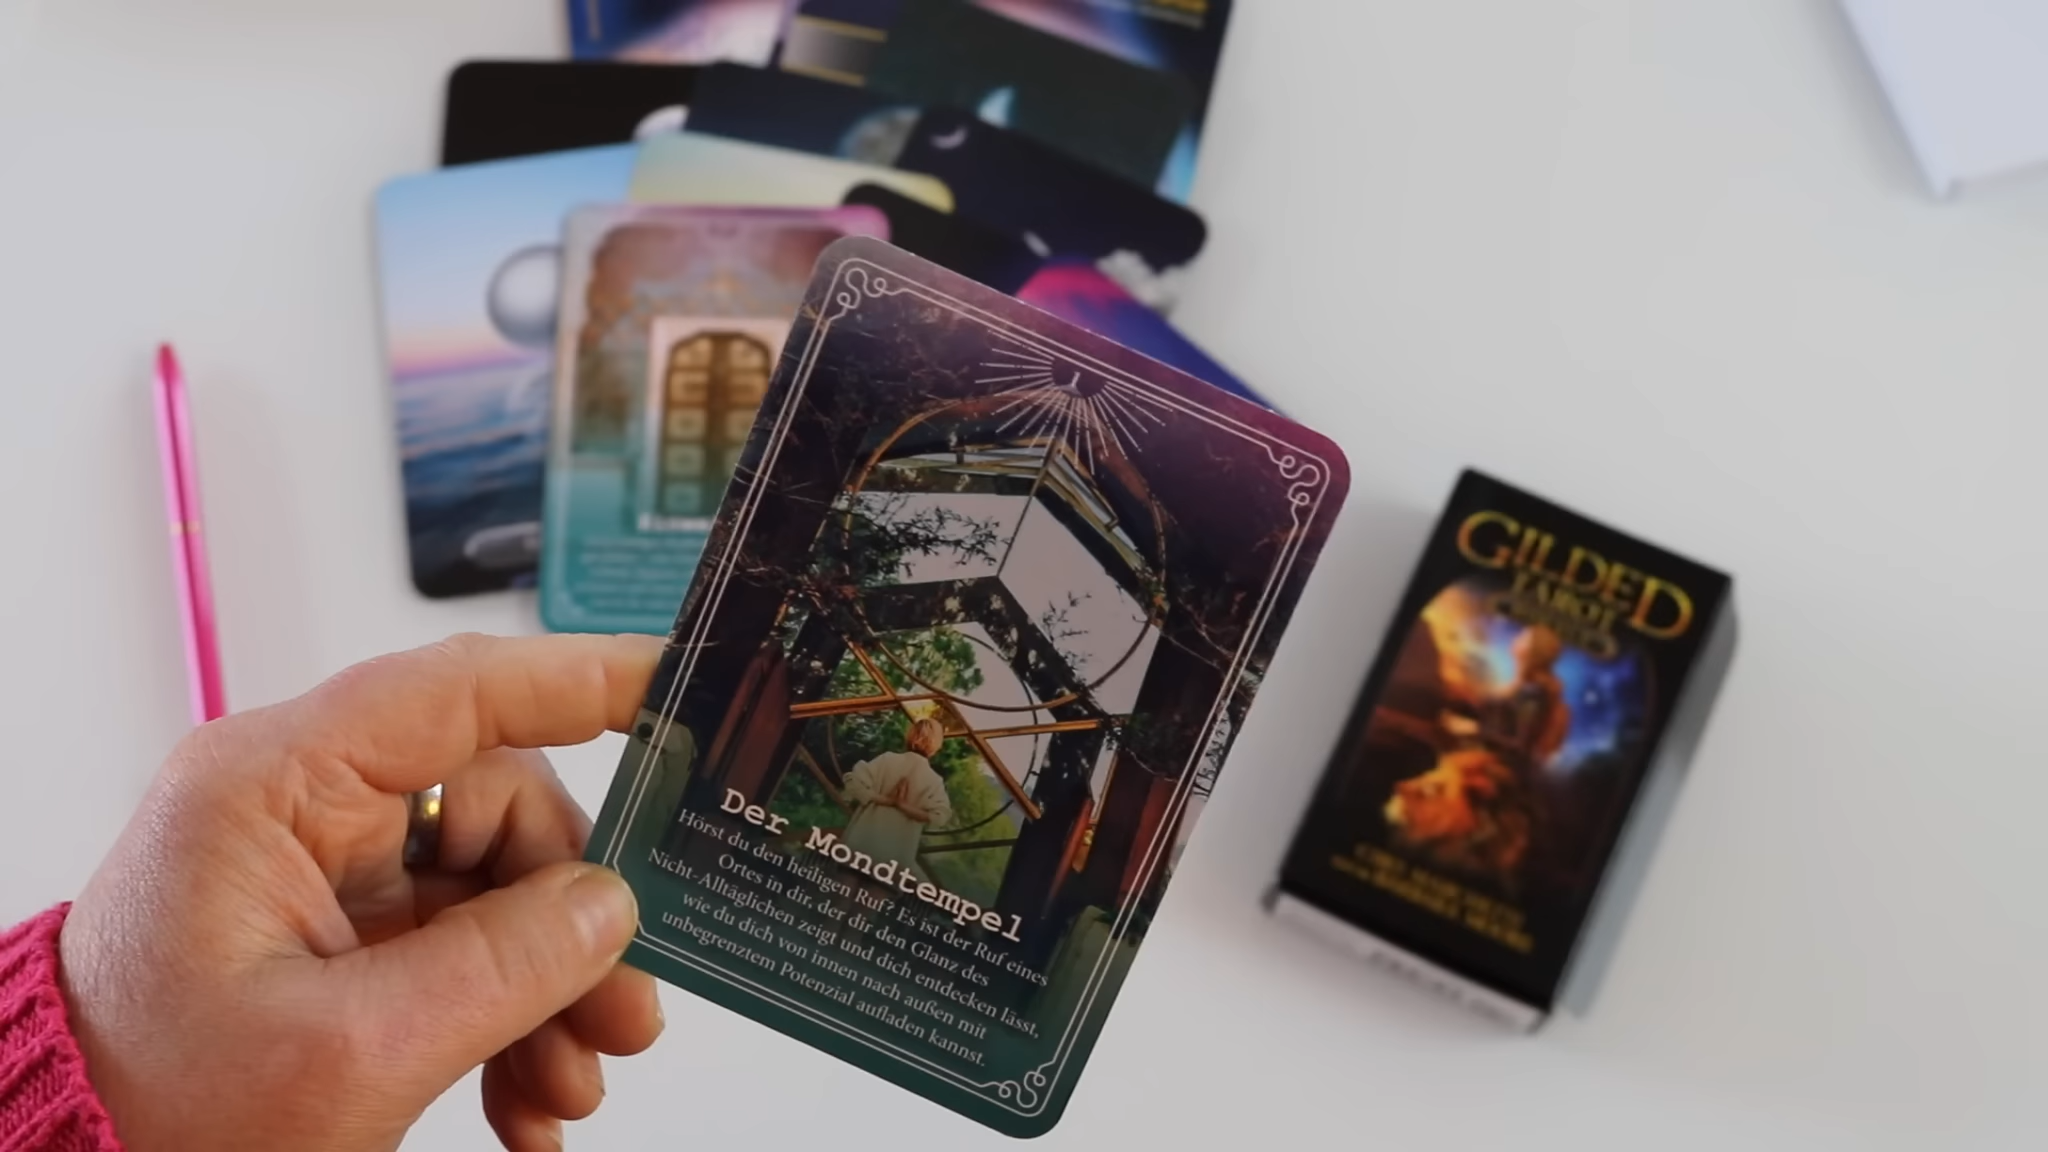 Der Mondtempel
Hörst du den heiligen Ruf? Es ist der Ruf eines
Ortes in dir, der dir den Glanz des
Nicht-Alltäglichen zeigt und dich entdecken lässt,
wie du dich von innen nach außen mit
unbegrenztem Potenzial aufladen kannst.
GILDED
TAROT